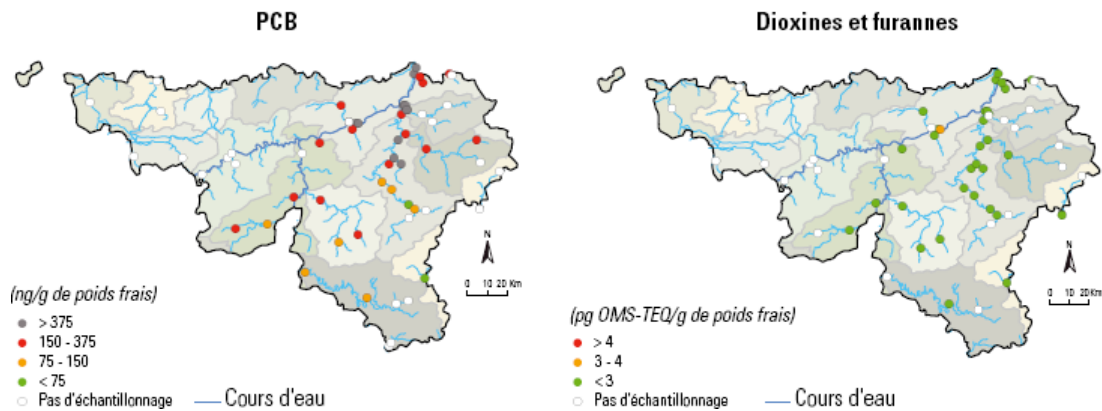 PCB
N
0 10 20 Km
(ng/g de poids frais)
> 375
150 - 375
75 - 150
< 75
Pas d'échantillonnage
Cours d'eau
Dioxines et furannes
N
0 10 20Km
(pg OMS-TEQ/g de poids frais)
> 4
3 - 4
< 3
Pas d'échantillonnage
Cours d'eau